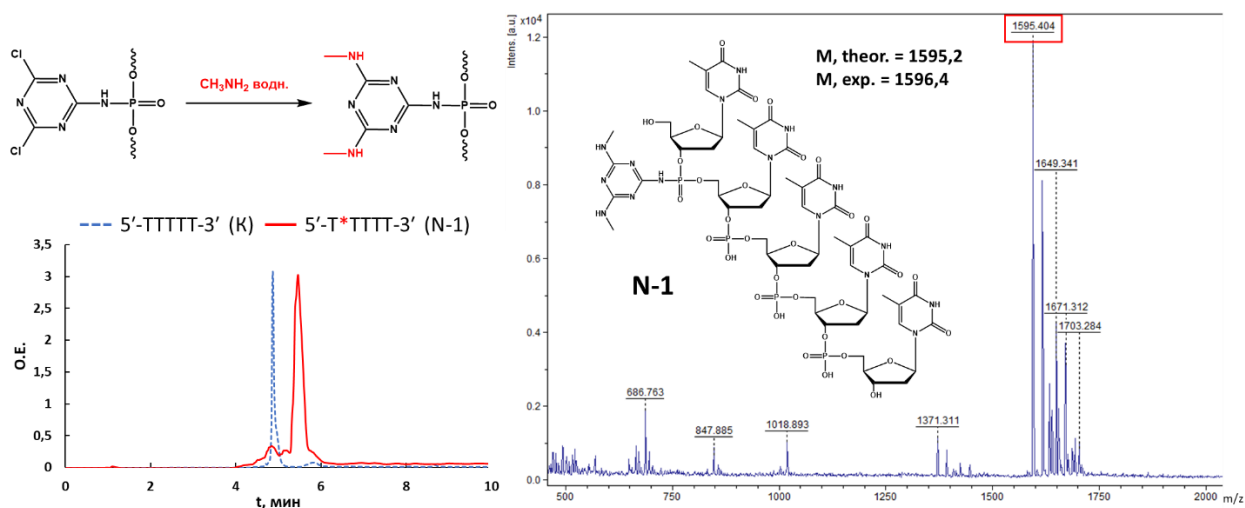 Cl
N
N
N
Cl
H
N
P
O
O
O
CH₃NH₂ водн.
NH
N
N
N
NH
H
N
P
O
O
O
5′-TTTTT-3′ (K)
5′-T*TTTT-3′ (N-1)
О.Е.
3,5
3
2,5
2
1,5
1
0,5
0
0
2
4
6
8
10
t, мин
Intens. [a.u.]
x10⁴
1.2
1.0
0.8
0.6
0.4
0.2
0.0
1595.404
M, theor. = 1595,2
M, exp. = 1596,4
1649.341
1671.312
1703.284
686.763
847.885
1018.893
1371.311
N-1
500
750
1000
1250
1500
1750
2000
m/z